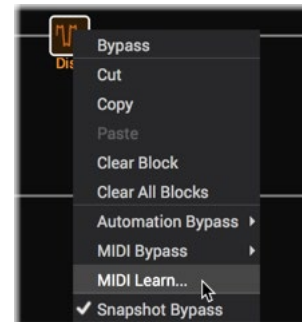 Bypass
Dis
Cut
Copy
Paste
Clear Block
Clear All Blocks
Automation Bypass
MIDI Bypass
MIDI Learn...
Snapshot Bypass